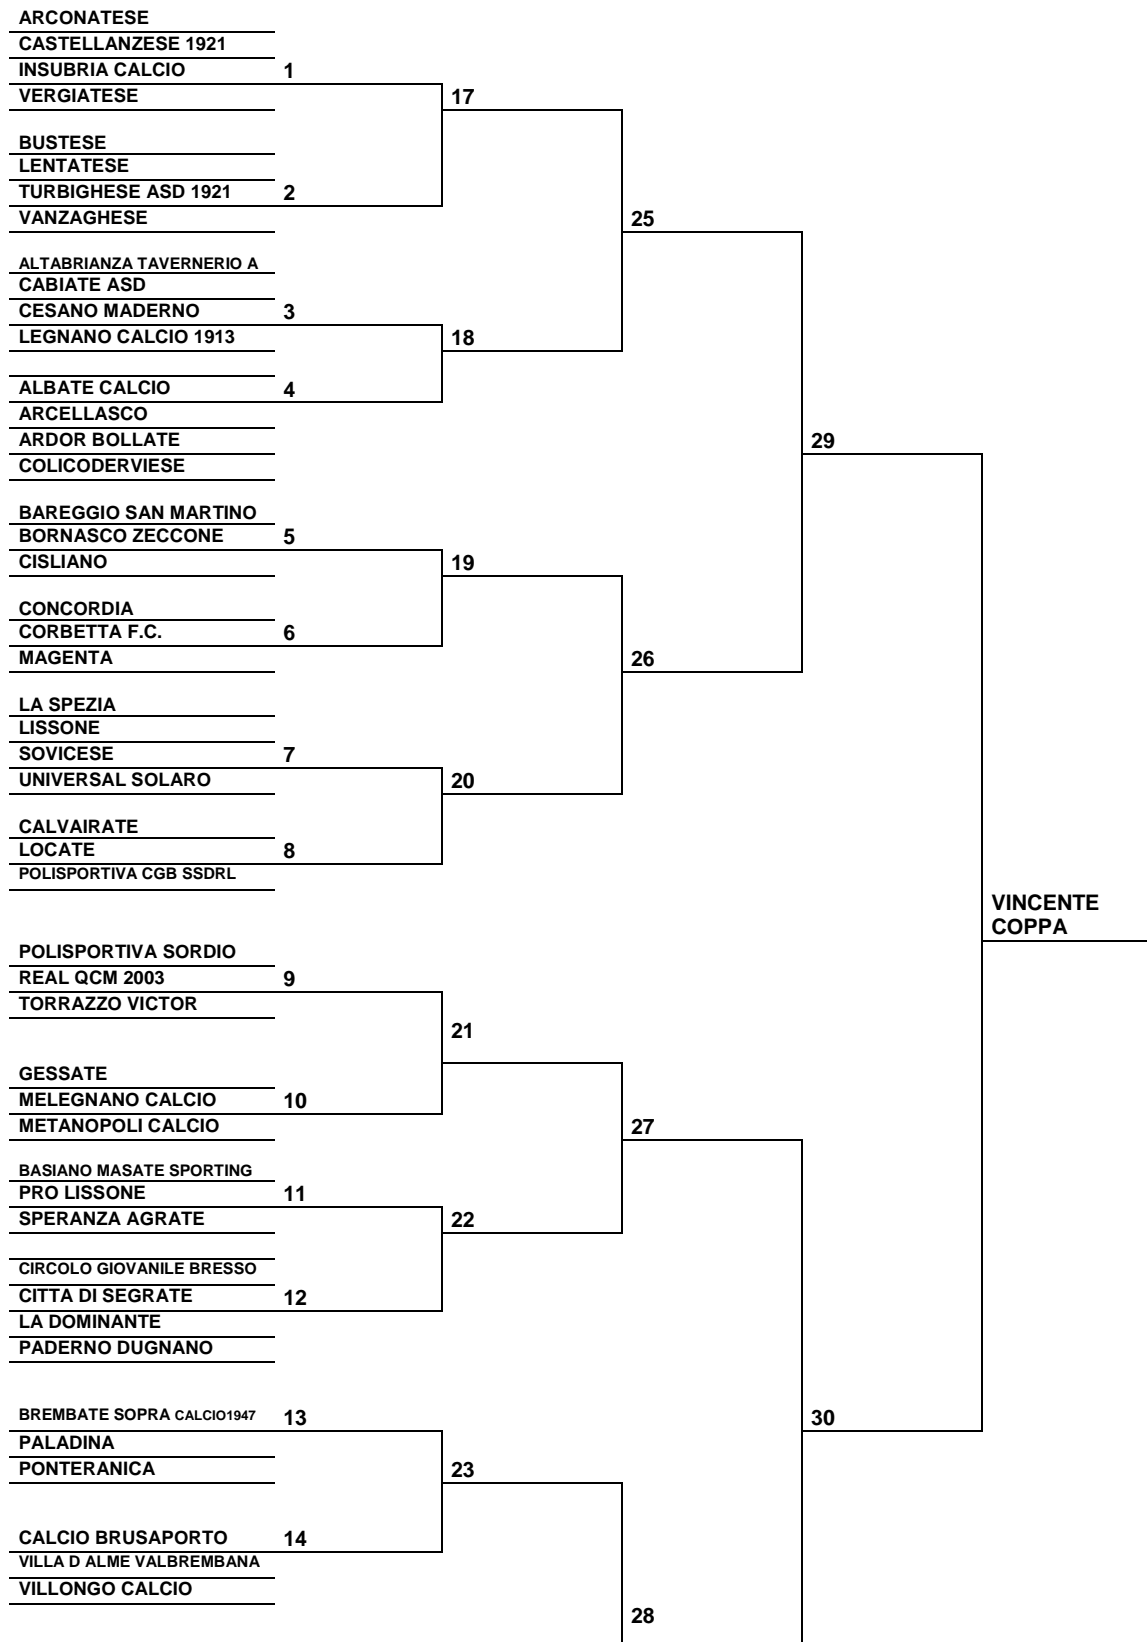 ARCONATESE
CASTELLANZESE 1921
INSUBRIA CALCIO 1
VERGIATESE 17
BUSTESE
LENTATESE
TURBIGHESE ASD 1921 2
VANZAGHESE 25
ALTABRIANZA TAVERNERIO A
CABIATE ASD
CESANO MADERNO 3
LEGNANO CALCIO 1913 18
ALBATE CALCIO 4
ARCELLASCO
ARDOR BOLLATE 29
COLICODERVIESE
BAREGGIO SAN MARTINO
BORNASCO ZECCONE 5
CISLIANO 19
CONCORDIA
CORBETTA F.C. 6
MAGENTA 26
LA SPEZIA
LISSONE
SOVICESE 7
UNIVERSAL SOLARO 20
CALVAIRATE
LOCATE 8
POLISPORTIVA CGB SSDRL
VINCENTE
COPPA
POLISPORTIVA SORDIO
REAL QCM 2003 9
TORRAZZO VICTOR
21
GESSATE
MELEGNANO CALCIO 10
METANOPOLI CALCIO 27
BASIANO MASATE SPORTING
PRO LISSONE 11
SPERANZA AGRATE 22
CIRCOLO GIOVANILE BRESSO
CITTA DI SEGRATE 12
LA DOMINANTE
PADERNO DUGNANO
BREMBATE SOPRA CALCIO1947 13 30
PALADINA
PONTERANICA 23
CALCIO BRUSAPORTO 14
VILLA D ALME VALBREMBANA
VILLONGO CALCIO
28